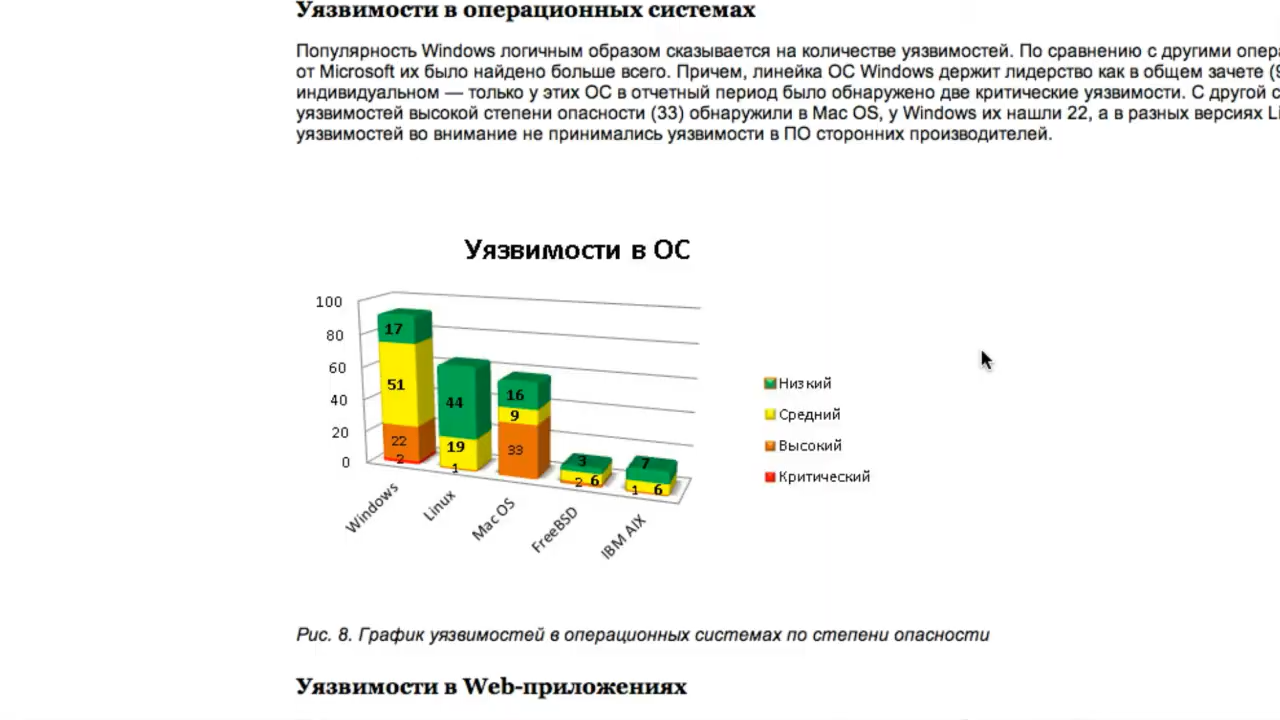 Уязвимости в операционных системах
Популярность Windows логичным образом сказывается на количестве уязвимостей. По сравнению с другими
от Microsoft их было найдено больше всего. Причем, линейка ОС Windows держит лидерство как в общем зачете
индивидуальном — только у этих ОС в отчетный период было обнаружено две критические уязвимости. С другой
уязвимостей высокой степени опасности (33) обнаружили в Mac OS, у Windows их нашли 22, а в разных версиях
уязвимостей во внимание не принимались уязвимости в ПО сторонних производителей.
Уязвимости в ОС
100
80
60
40
20
0
17
51
22
2
44
19
1
16
9
33
3
2 6
7
1 6
Windows
Linux
Mac OS
FreeBSD
IBM AIX
Низкий
Средний
Высокий
Критический
Рис. 8. График уязвимостей в операционных системах по степени опасности
Уязвимости в Web-приложениях